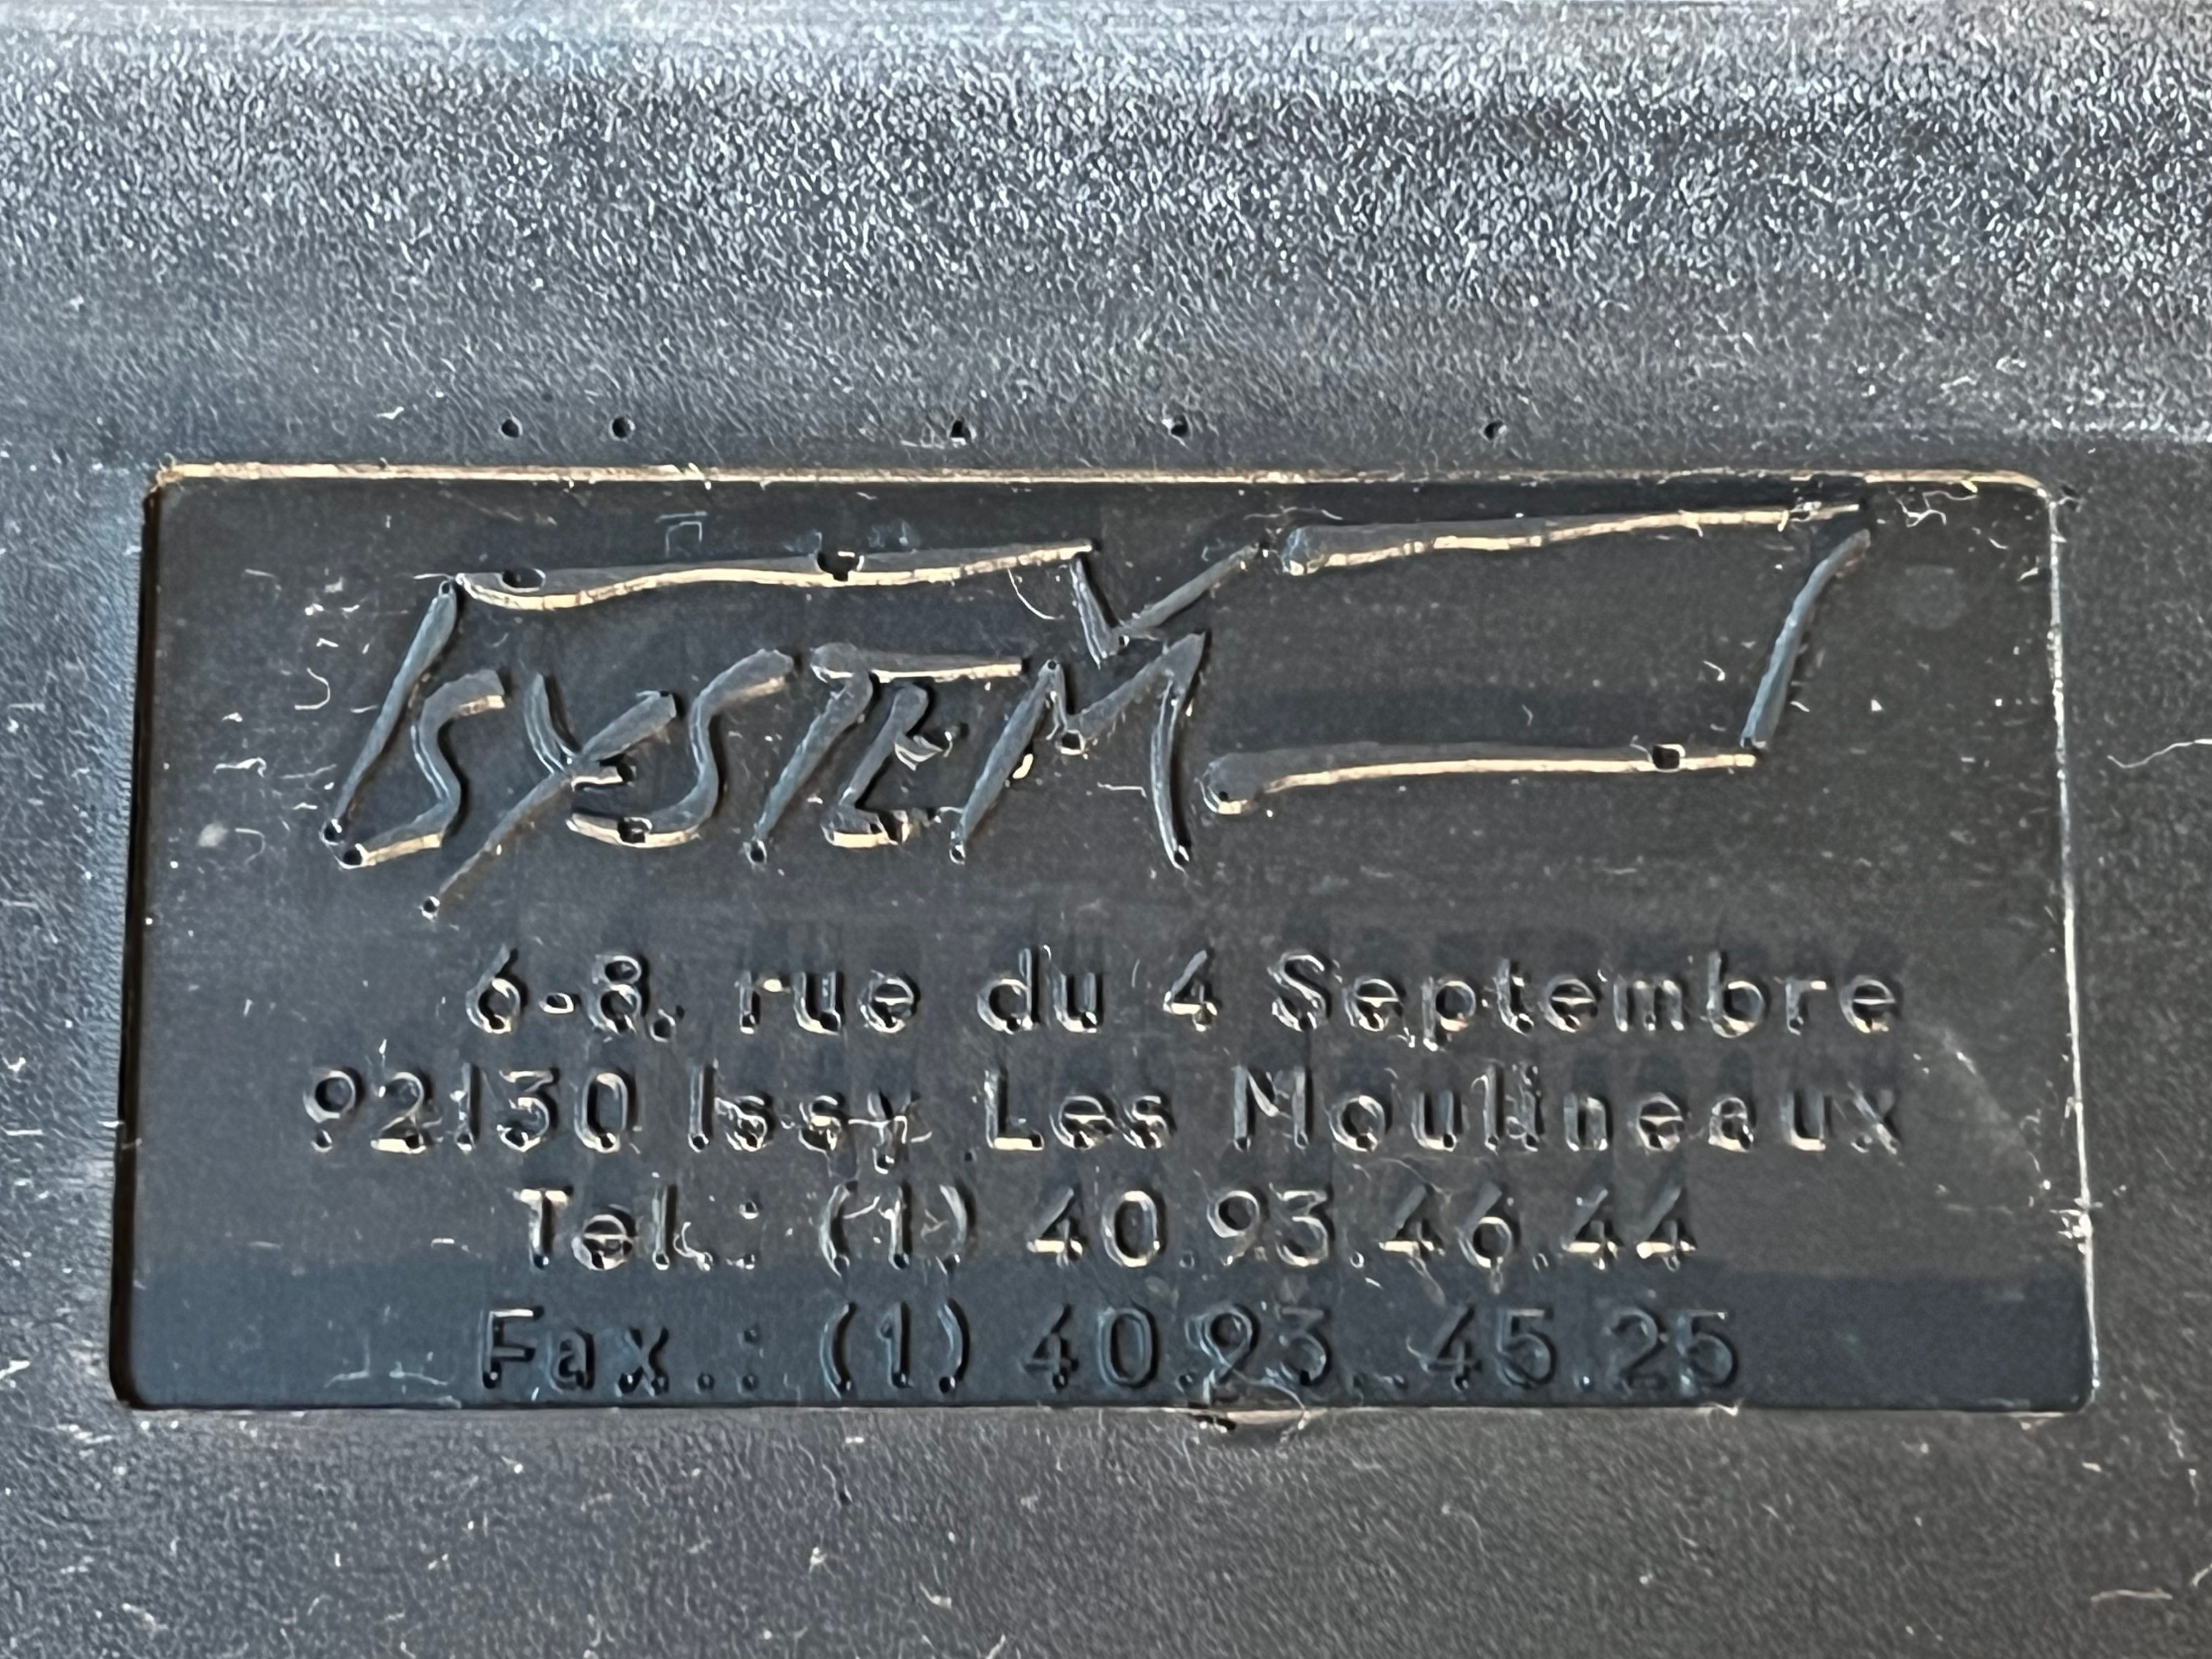 SYSTEM
6-8, rue du 4 Septembre
92130 Issy Les Moulineaux
Tel.: (1) 40.93.46.44
Fax.: (1) 40.93..45.25